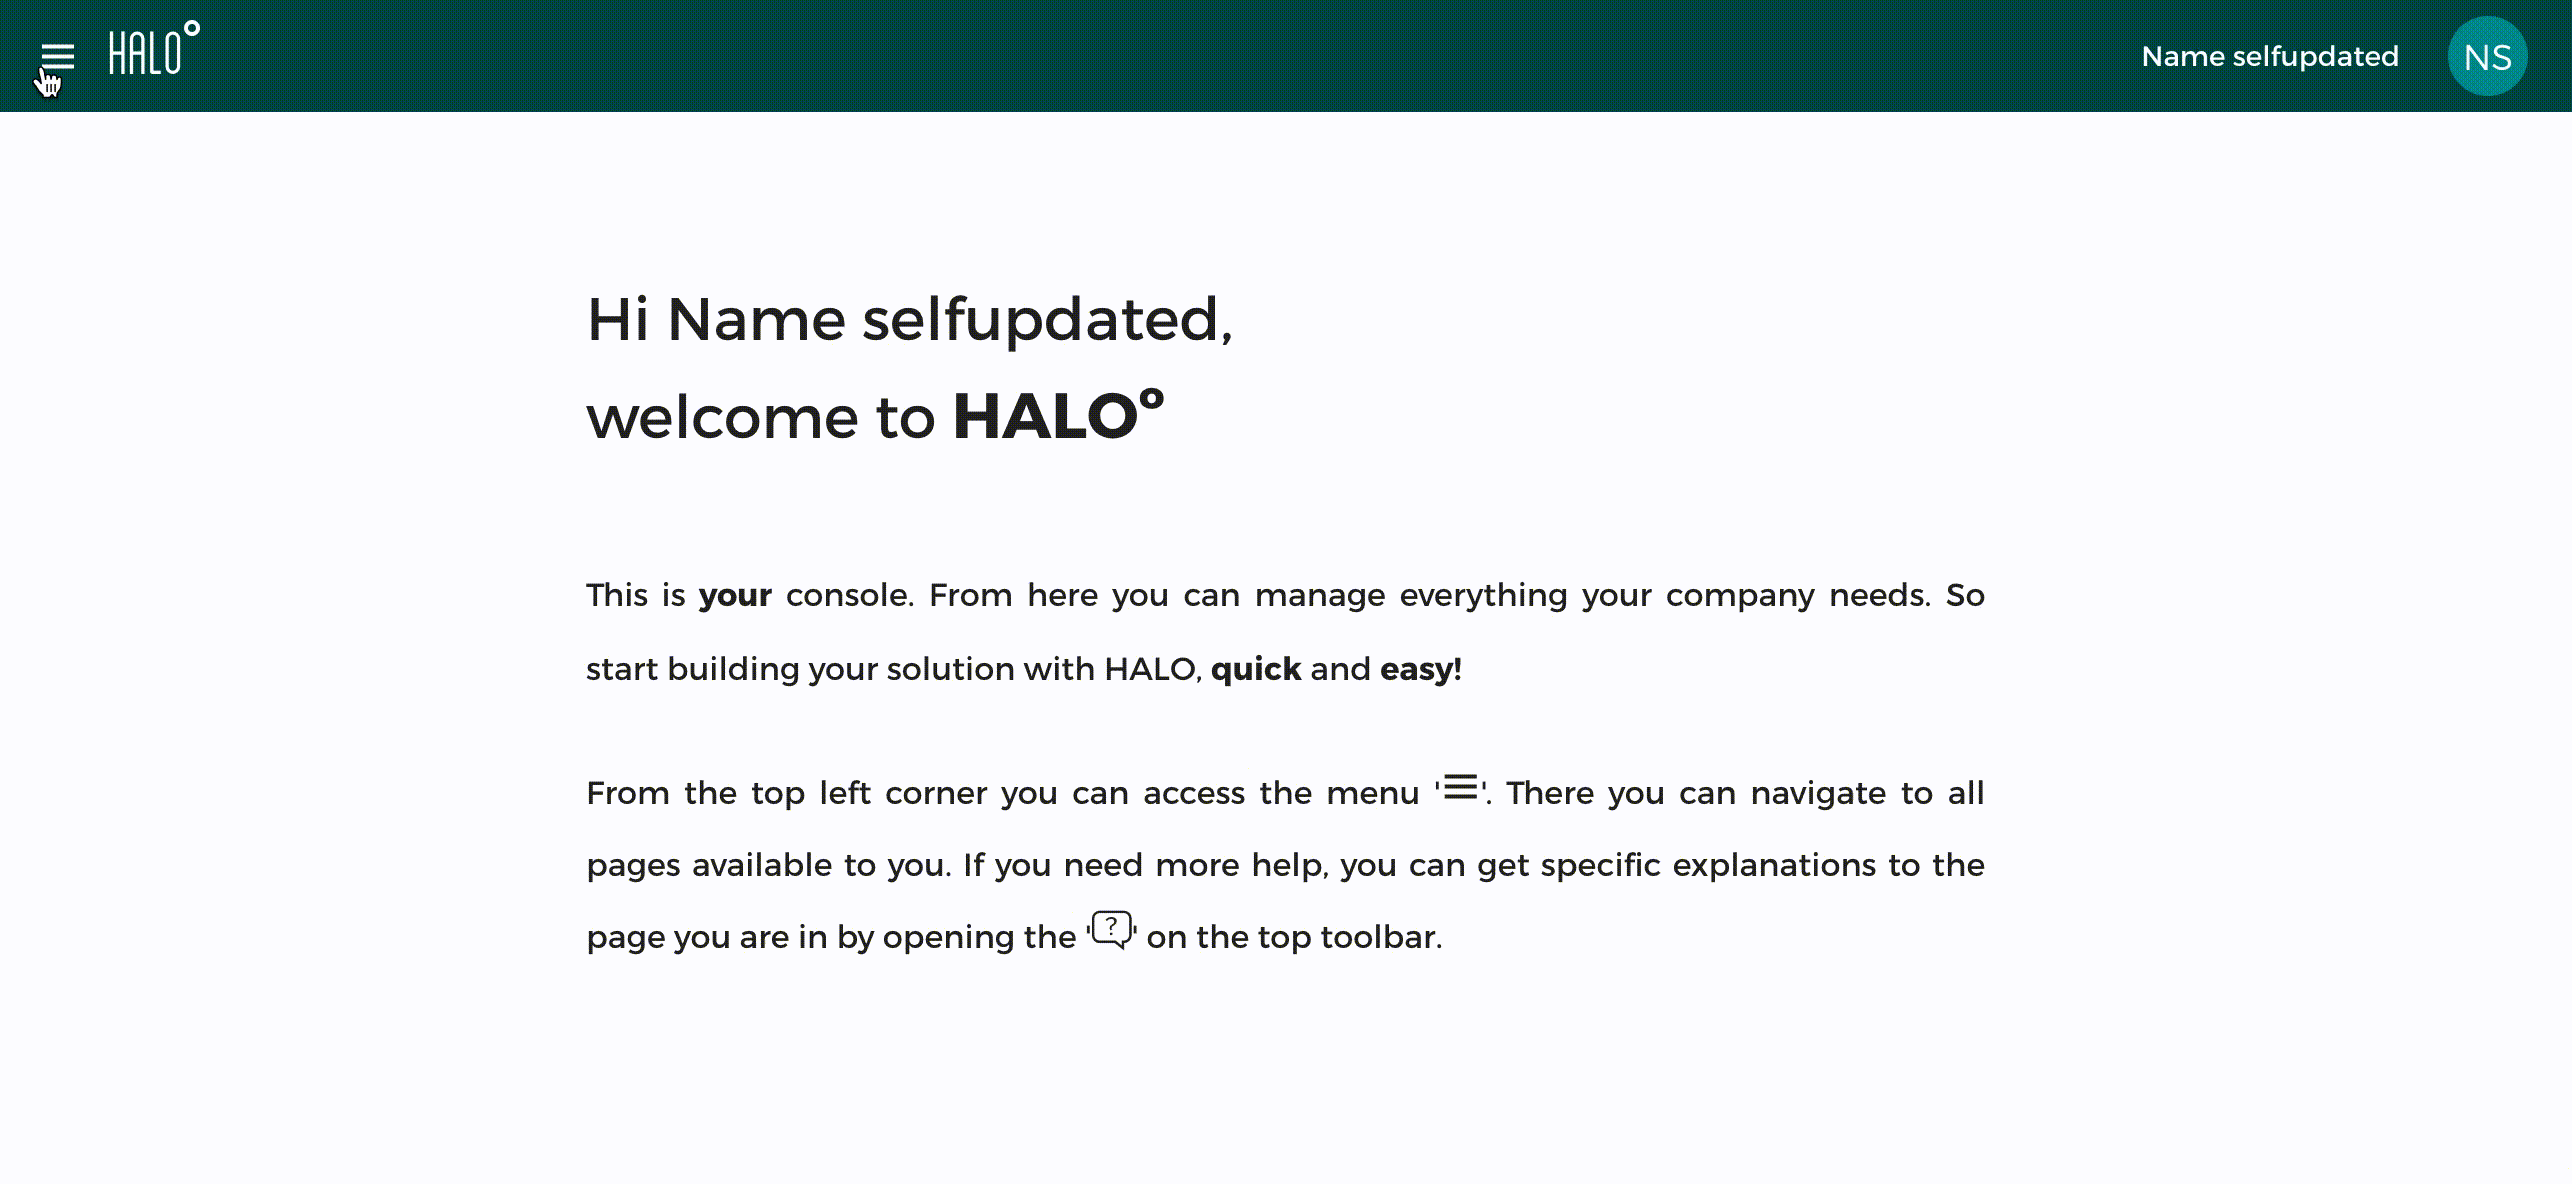 HALO°
Name selfupdated
NS
Hi Name selfupdated,
welcome to HALO°
This is your console. From here you can manage everything your company needs. So
start building your solution with HALO, quick and easy!
From the top left corner you can access the menu '☰'. There you can navigate to all
pages available to you. If you need more help, you can get specific explanations to the
page you are in by opening the '?' on the top toolbar.